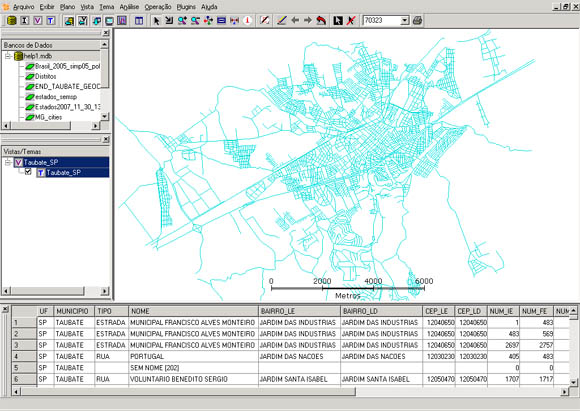 Arquivo Exibir Plano Vista Tema Análise Operação Plugins Ajuda
70323
Bancos de Dados
help1.mdb
Brasil_2005_simp05_pol
Distritos
END_TAUBATE_GEOC
estados_semsp
Estados2007_11_30_13
MG_cities
Vistas/Temas
Taubate_SP
Taubate_SP
0 2000 4000 6000
Metros
UF MUNICIPIO TIPO NOME BAIRRO_LE BAIRRO_LD CEP_LE CEP_LD NUM_IE NUM_FE NUM
1 SP TAUBATE ESTRADA MUNICIPAL FRANCISCO ALVES MONTEIRO JARDIM DAS INDUSTRIAS JARDIM DAS INDUSTRIAS 12040650 12040650 1 483
2 SP TAUBATE ESTRADA MUNICIPAL FRANCISCO ALVES MONTEIRO JARDIM DAS INDUSTRIAS JARDIM DAS INDUSTRIAS 12040650 12040650 483 569
3 SP TAUBATE ESTRADA MUNICIPAL FRANCISCO ALVES MONTEIRO JARDIM DAS INDUSTRIAS JARDIM DAS INDUSTRIAS 12040650 12040650 2697 2757
4 SP TAUBATE RUA PORTUGAL JARDIM DAS NACOES JARDIM DAS NACOES 12030230 12030230 405 483
5 SP TAUBATE SEM NOME [202] 0 0 0 0
6 SP TAUBATE RUA VOLUNTARIO BENEDITO SERGIO JARDIM SANTA ISABEL JARDIM SANTA ISABEL 12050470 12050470 1707 1717